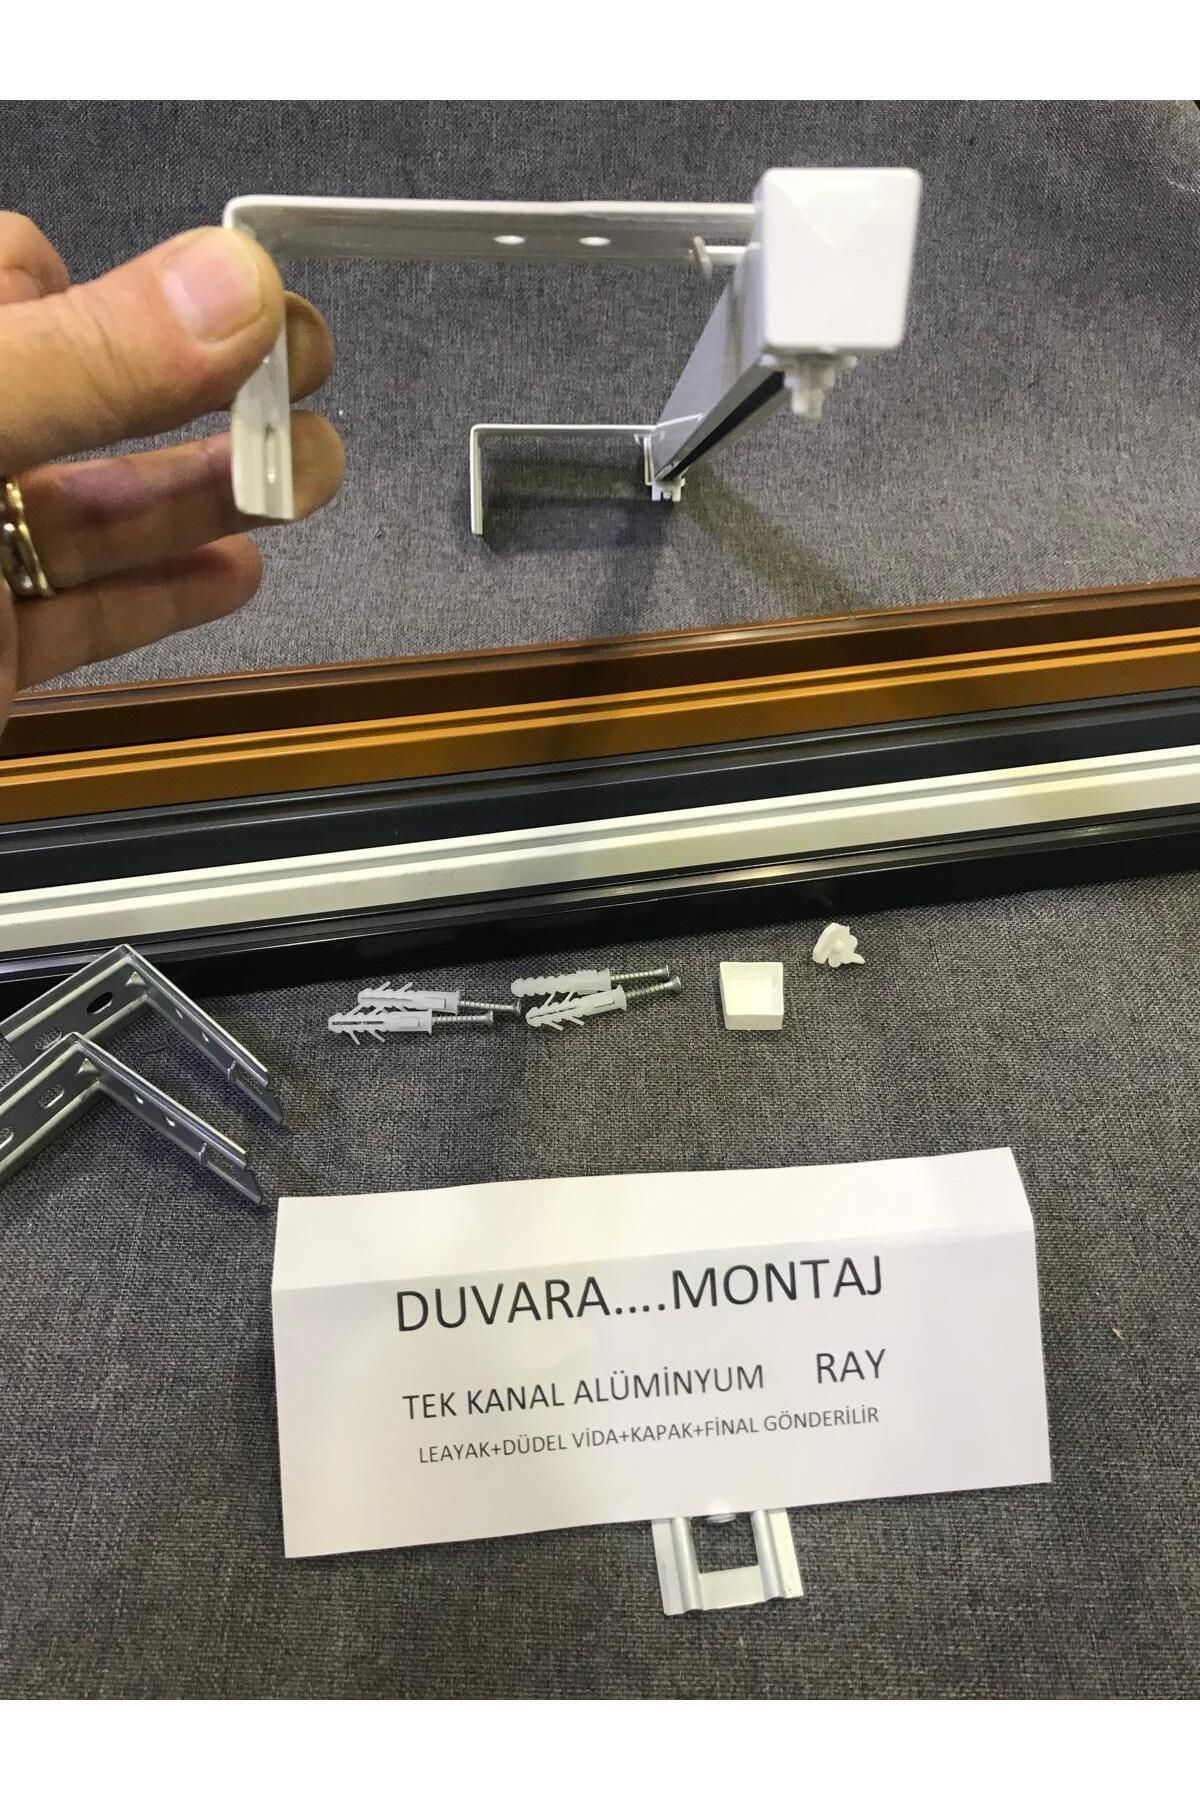 DUVARA....MONTAJ
TEK KANAL ALÜMİNYUM RAY
LEAYAK+DÜDEL VİDA+KAPAK+FİNAL GÖNDERİLİR